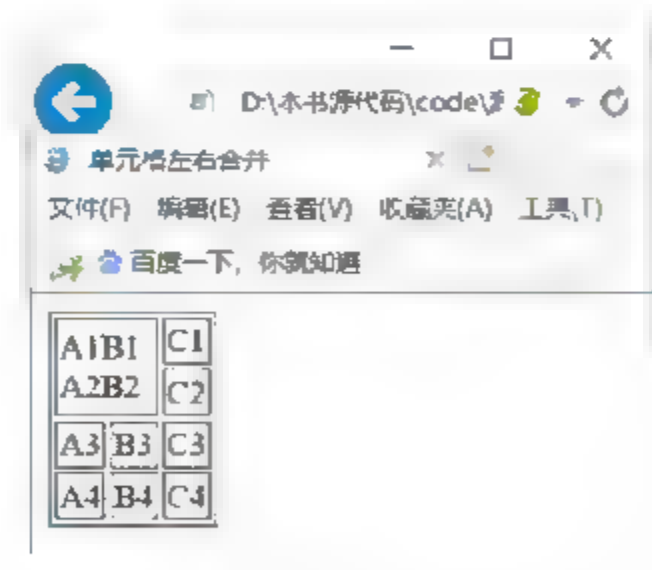 D:\本书源代码\code\
单元格左右合并
文件(F) 编辑(E) 查看(V) 收藏夹(A) 工具(T)
百度一下，你就知道
A1B1 C1
A2B2 C2
A3 B3 C3
A4 B4 C4